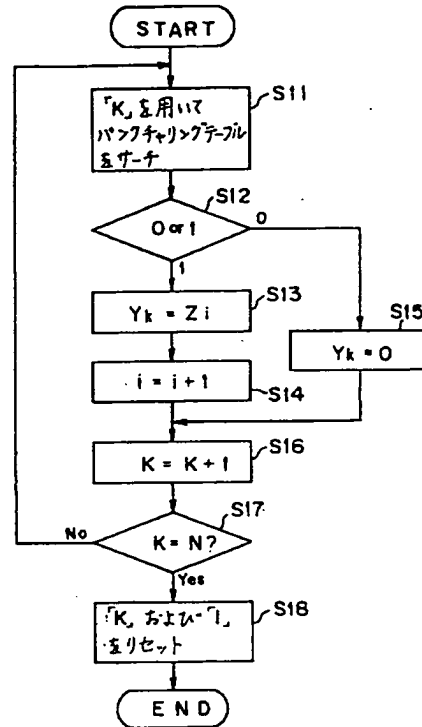 START
S11
「K」を用いて
パンクチャリングテーブル
をサーチ
S12
0 or 1
0
1
S13
Yk = Zi
S15
Yk = 0
i = i + 1
S14
S16
K = K + 1
S17
No
K = N?
Yes
S18
「K」および「I」
をリセット
END